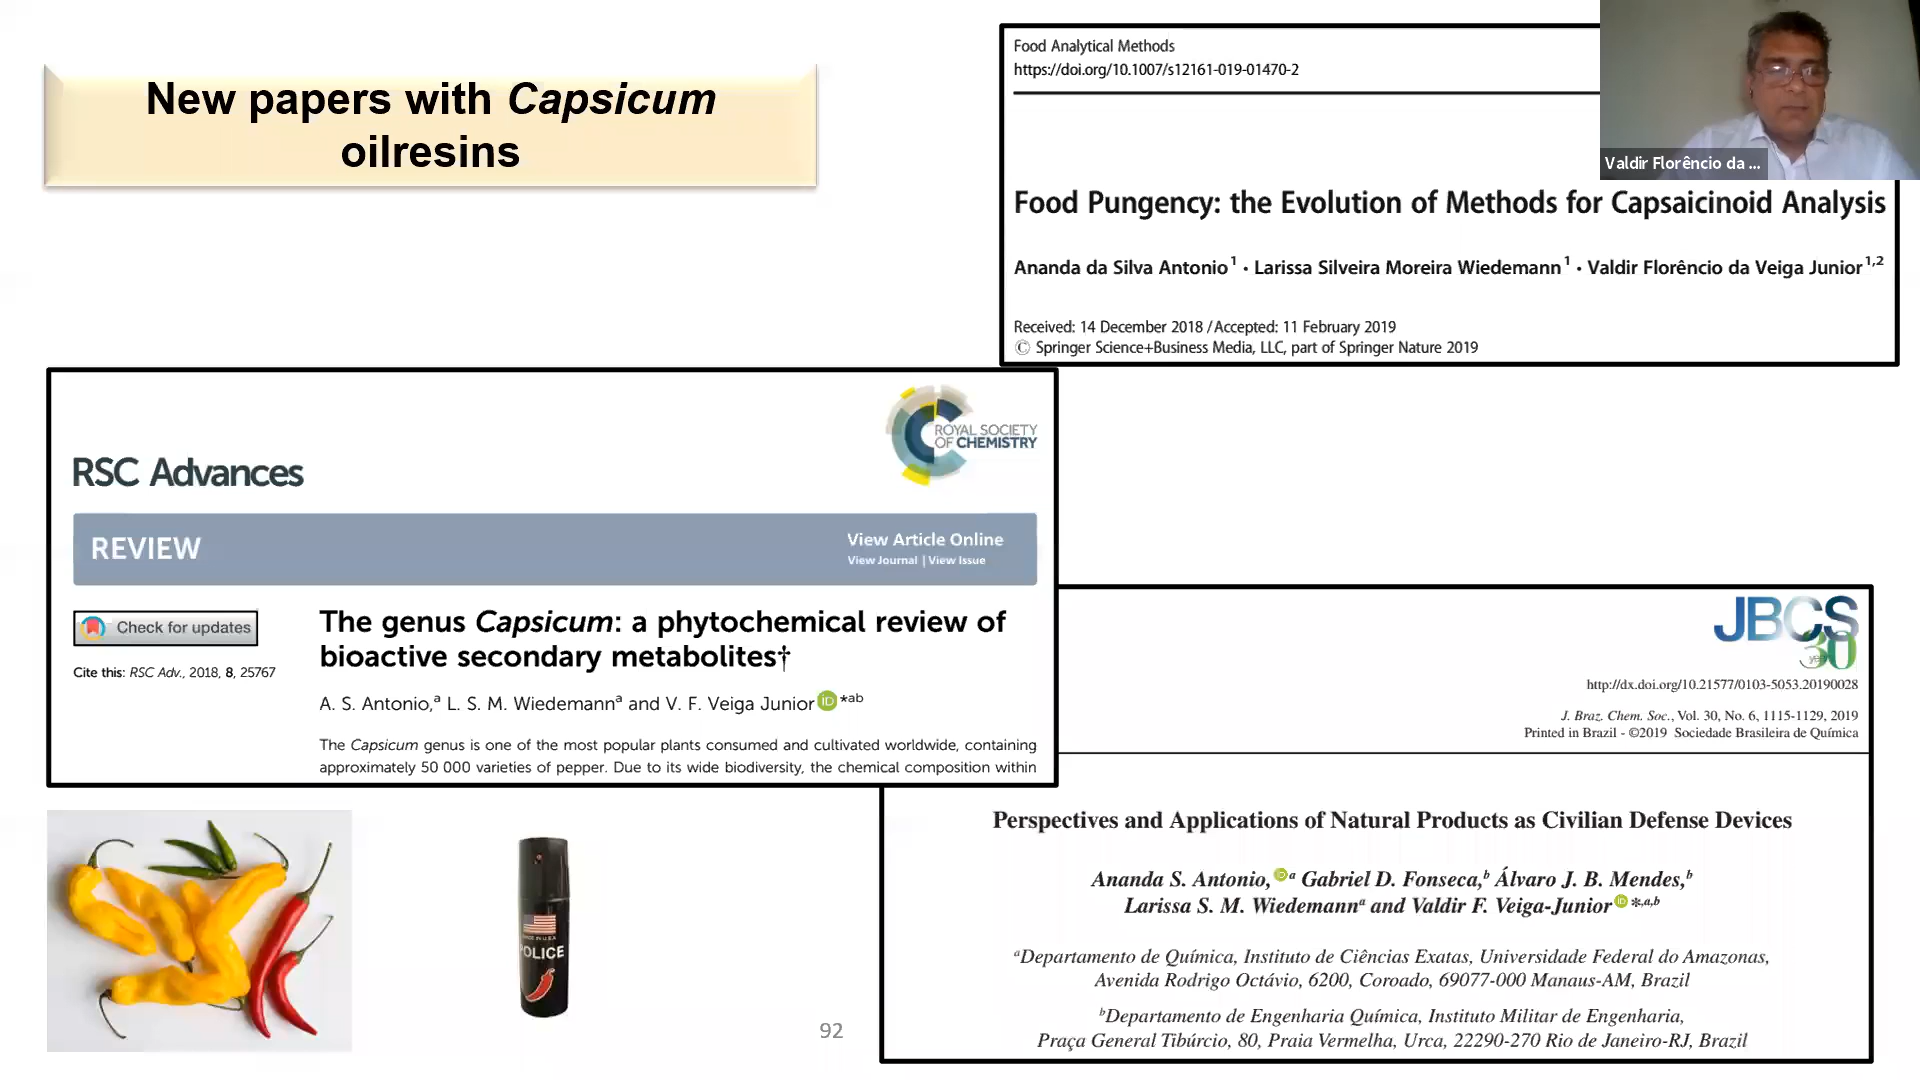 New papers with Capsicum
oilresins
Food Analytical Methods
https://doi.org/10.1007/s12161-019-01470-2
Valdir Florêncio da ...
Food Pungency: the Evolution of Methods for Capsaicinoid Analysis
Ananda da Silva Antonio1 · Larissa Silveira Moreira Wiedemann1 · Valdir Florêncio da Veiga Junior1,2
Received: 14 December 2018 / Accepted: 11 February 2019
© Springer Science+Business Media, LLC, part of Springer Nature 2019
ROYAL SOCIETY
OF CHEMISTRY
RSC Advances
REVIEW
View Article Online
View Journal | View Issue
Check for updates
Cite this: RSC Adv., 2018, 8, 25767
The genus Capsicum: a phytochemical review of
bioactive secondary metabolites†
A. S. Antonio,a L. S. M. Wiedemanna and V. F. Veiga Junior iD *ab
The Capsicum genus is one of the most popular plants consumed and cultivated worldwide, containing
approximately 50 000 varieties of pepper. Due to its wide biodiversity, the chemical composition within
JBCS
30
years
http://dx.doi.org/10.21577/0103-5053.20190028
J. Braz. Chem. Soc., Vol. 30, No. 6, 1115-1129, 2019
Printed in Brazil - ©2019 Sociedade Brasileira de Química
Perspectives and Applications of Natural Products as Civilian Defense Devices
Ananda S. Antonio, iD a Gabriel D. Fonseca,b Álvaro J. B. Mendes,b
Larissa S. M. Wiedemanna and Valdir F. Veiga-Junior iD *,a,b
aDepartamento de Química, Instituto de Ciências Exatas, Universidade Federal do Amazonas,
Avenida Rodrigo Octávio, 6200, Coroado, 69077-000 Manaus-AM, Brazil
bDepartamento de Engenharia Química, Instituto Militar de Engenharia,
Praça General Tibúrcio, 80, Praia Vermelha, Urca, 22290-270 Rio de Janeiro-RJ, Brazil
MADE IN U.S.A
POLICE
92